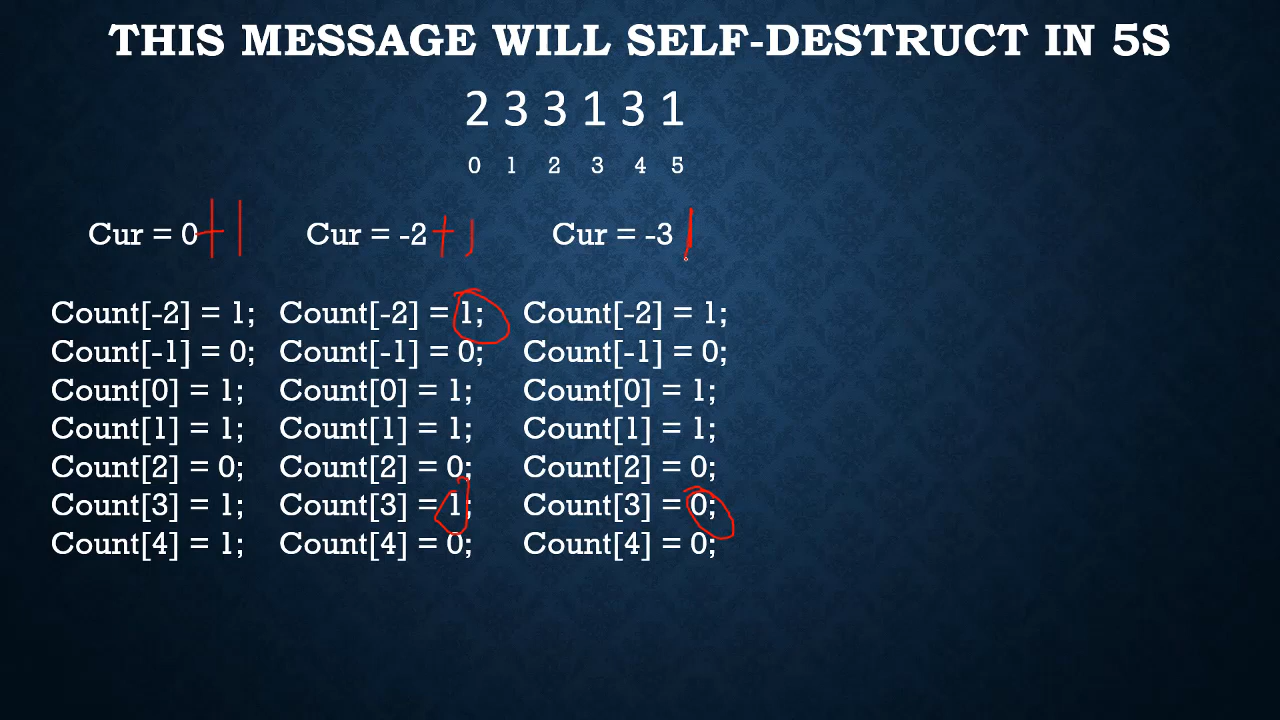 THIS MESSAGE WILL SELF-DESTRUCT IN 5S
2 3 3 1 3 1
0 1 2 3 4 5
Cur = 0 + 1 Cur = -2 + 1 Cur = -3
Count[-2] = 1; Count[-2] = 1; Count[-2] = 1;
Count[-1] = 0; Count[-1] = 0; Count[-1] = 0;
Count[0] = 1; Count[0] = 1; Count[0] = 1;
Count[1] = 1; Count[1] = 1; Count[1] = 1;
Count[2] = 0; Count[2] = 0; Count[2] = 0;
Count[3] = 1; Count[3] = 1; Count[3] = 0;
Count[4] = 1; Count[4] = 0; Count[4] = 0;